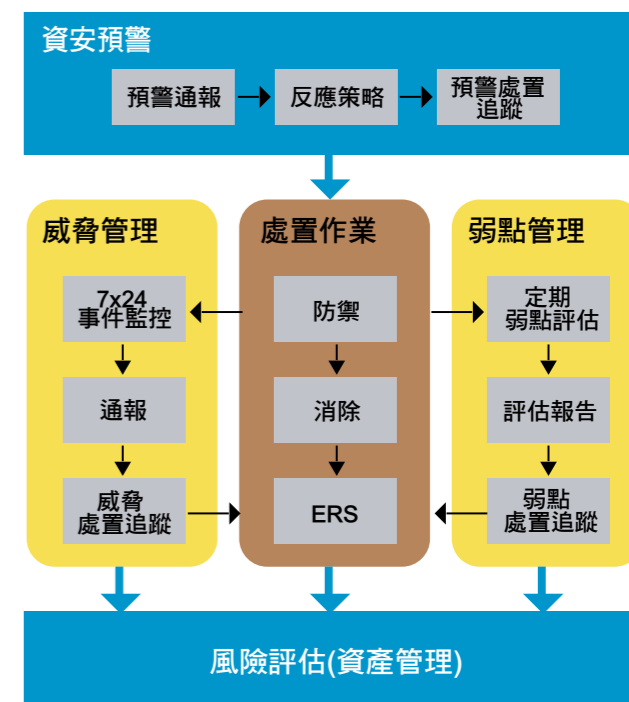 資安預警
預警通報
反應策略
預警處置
追蹤
威脅管理
7x24
事件監控
通報
威脅
處置追蹤
處置作業
防禦
消除
ERS
弱點管理
定期
弱點評估
評估報告
弱點
處置追蹤
風險評估(資產管理)